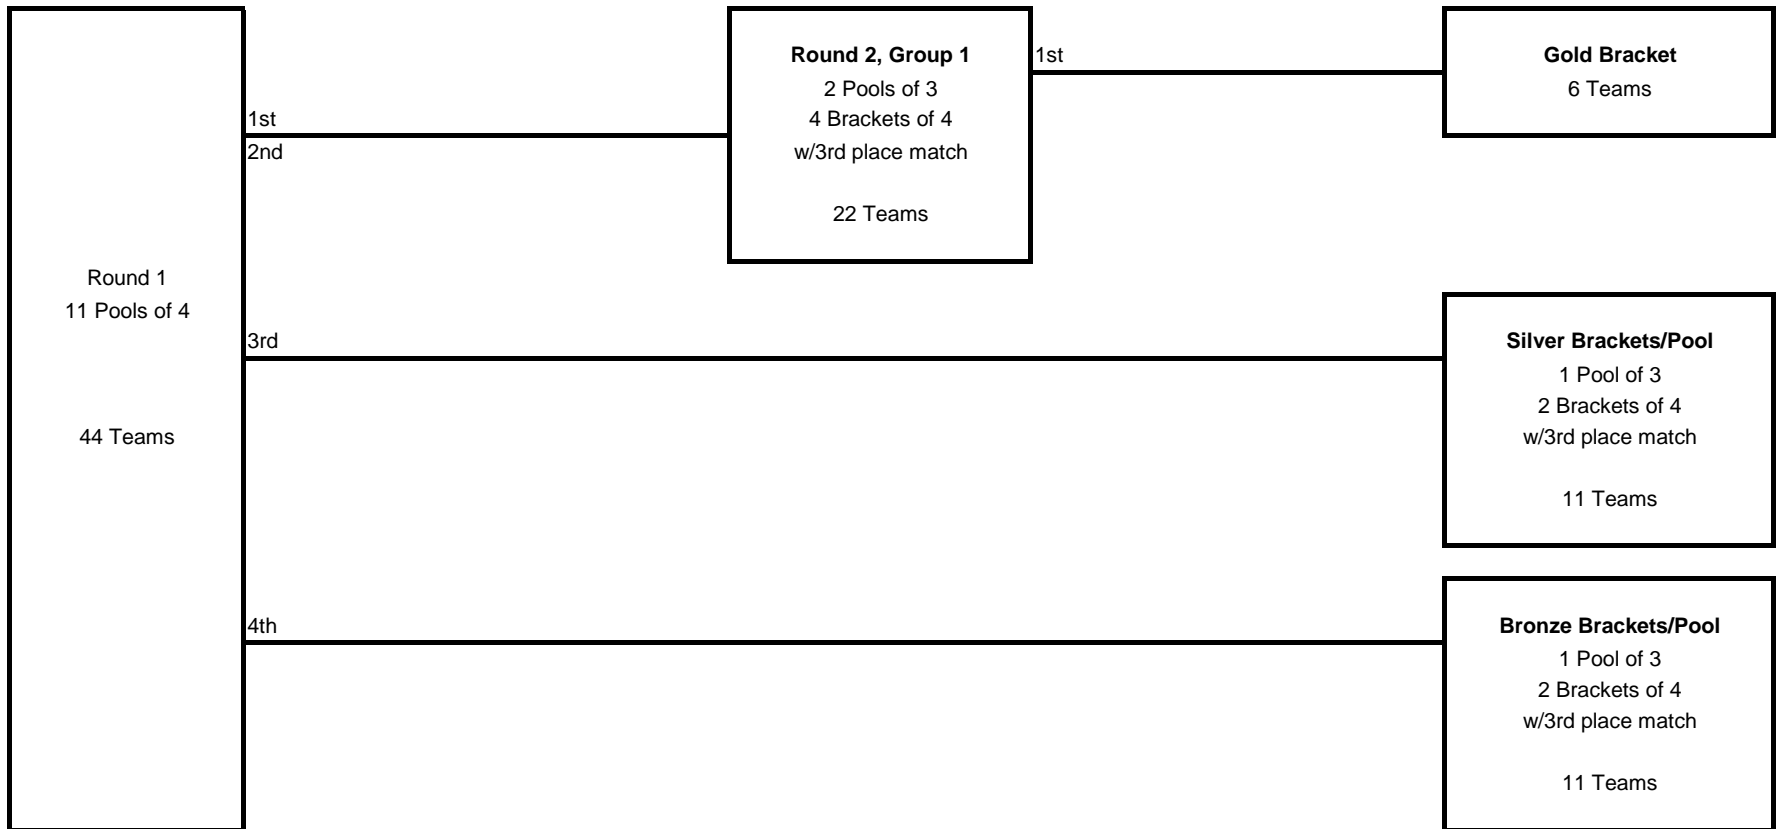 Round 1
11 Pools of 4
44 Teams
1st
2nd
3rd
4th
Round 2, Group 1
2 Pools of 3
4 Brackets of 4
w/3rd place match
22 Teams
1st
Gold Bracket
6 Teams
Silver Brackets/Pool
1 Pool of 3
2 Brackets of 4
w/3rd place match
11 Teams
Bronze Brackets/Pool
1 Pool of 3
2 Brackets of 4
w/3rd place match
11 Teams